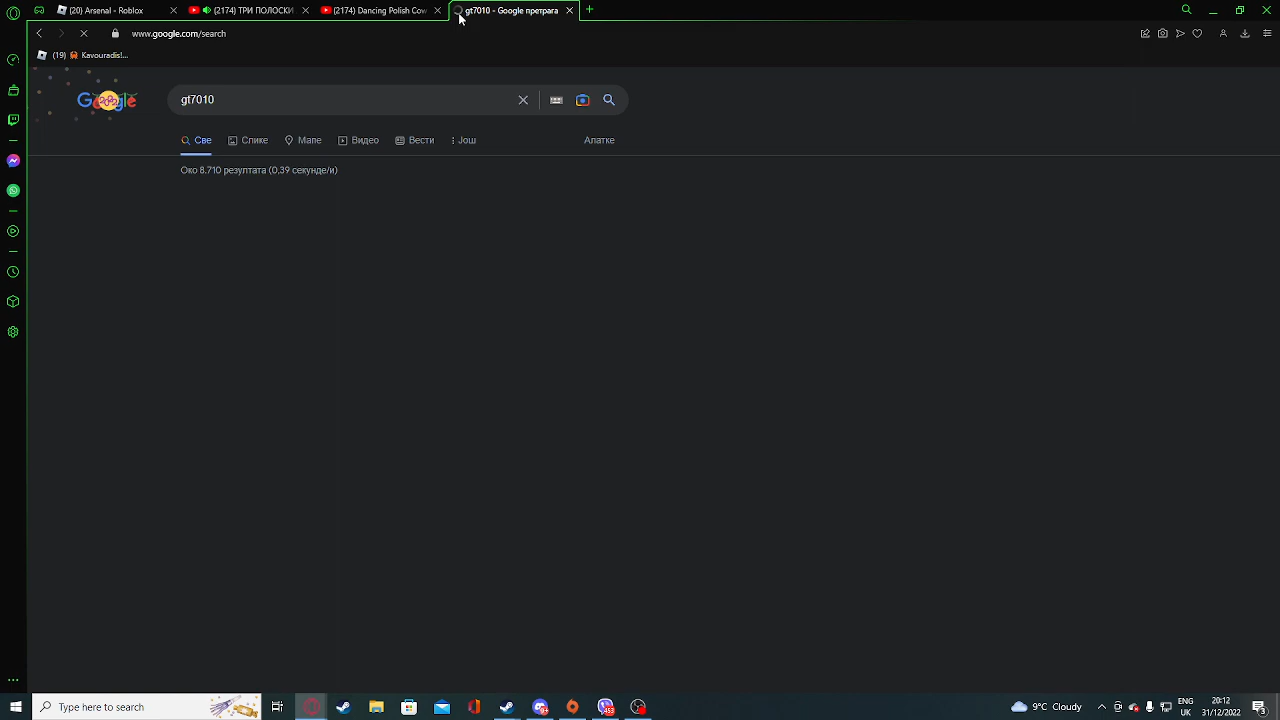 (20) Arsenal - Roblox
(2174) ТРИ ПОЛОСКИ
(2174) Dancing Polish Cow
gt7010 - Google претрага
www.google.com/search
(19) Kavouradis!...
Google
gt7010
Све
Слике
Мапе
Видео
Вести
Још
Алатке
Око 8.710 резултата (0,39 секунде/и)
Type here to search
9°C Cloudy
ENG
UK
20:12
31/12/2022